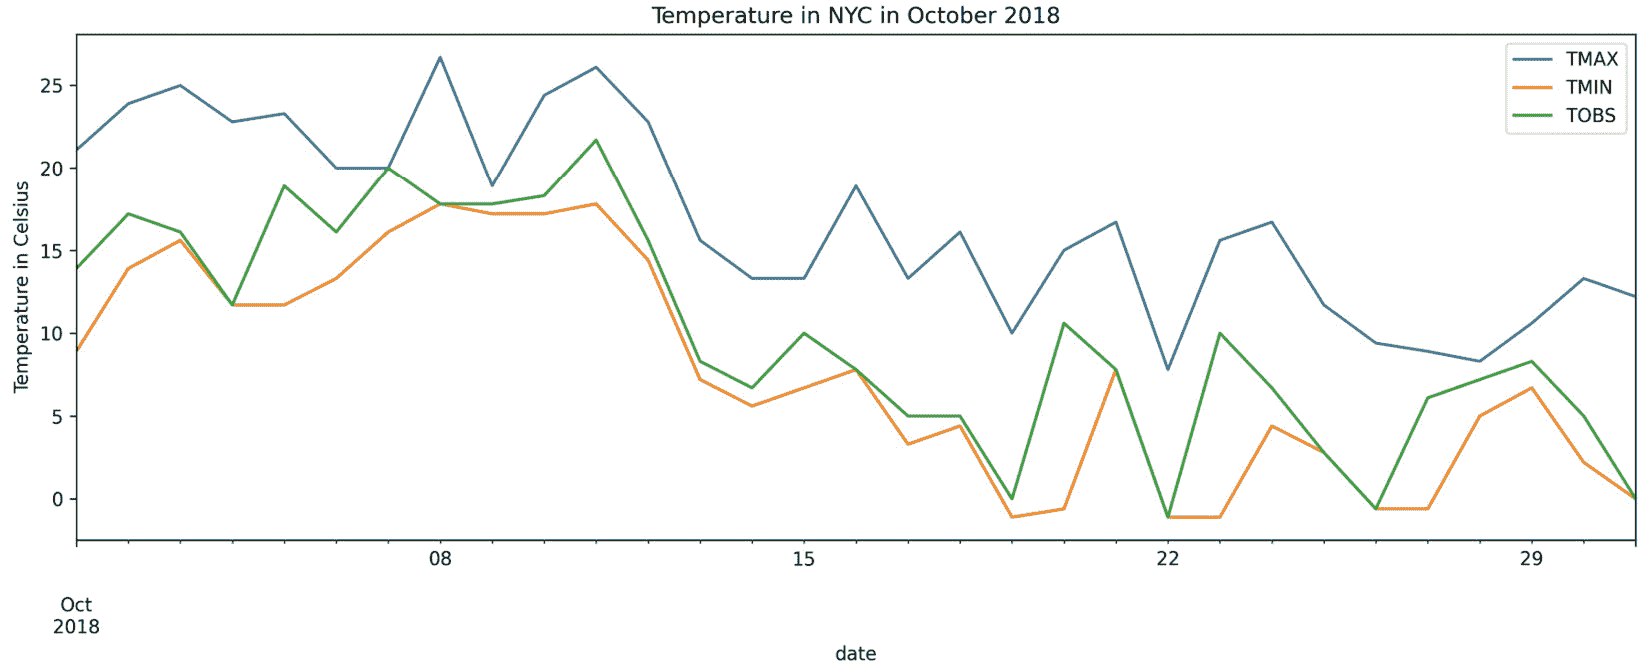 Temperature in NYC in October 2018
TMAX
TMIN
TOBS
Temperature in Celsius
25
20
15
10
5
0
08
15
22
29
Oct
2018
date